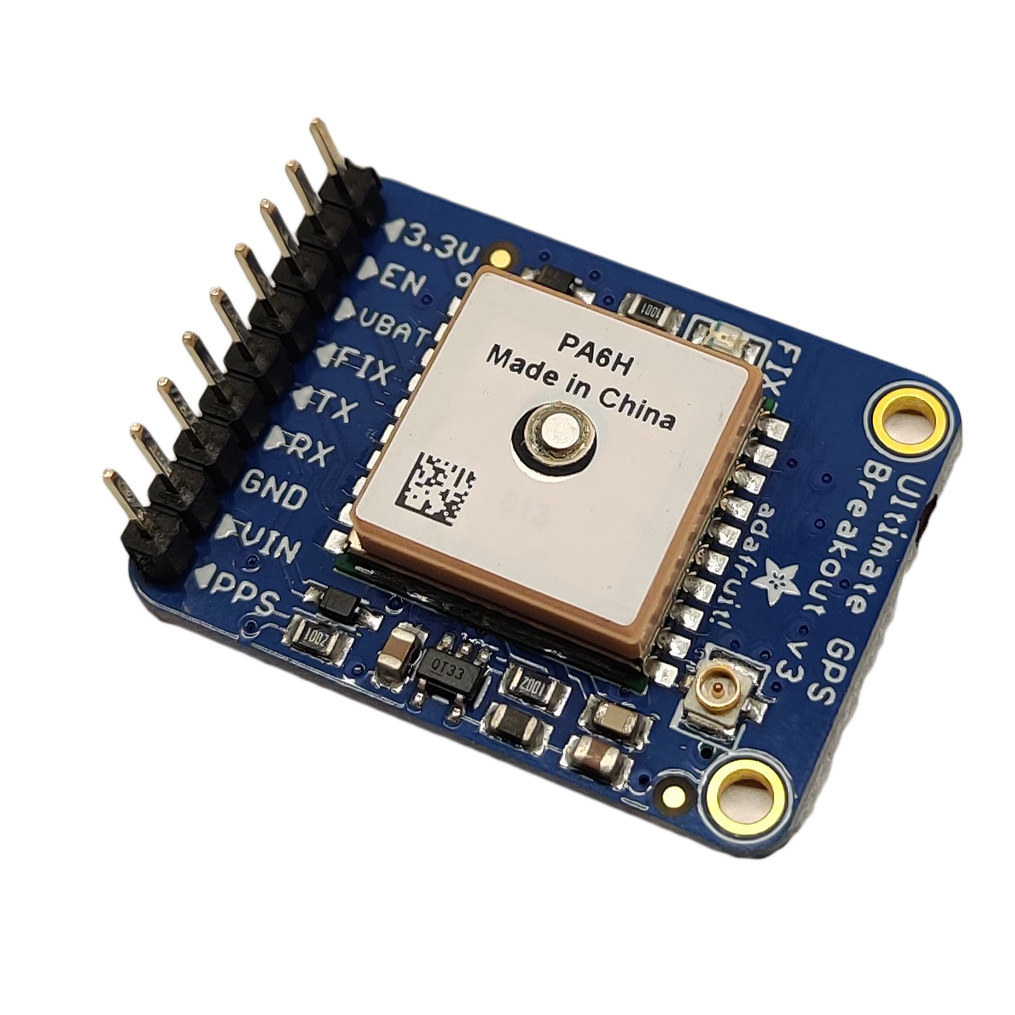 3.3V
EN
VBAT
FIX
TX
RX
GND
VIN
PPS
PA6H
Made in China
1001
FIX
adafruit!
Ultimate GPS
Breakout v3
1002
QT33
1002